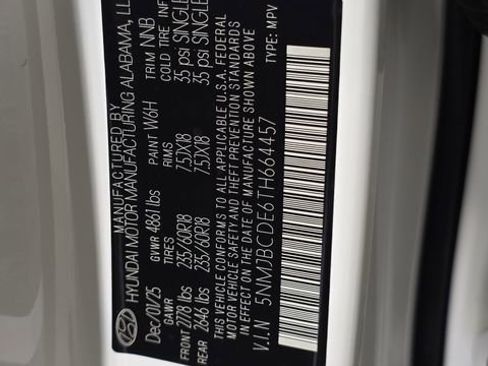 MANUFACTURED BY
HYUNDAI MOTOR MANUFACTURING ALABAMA, LL
Dec/01/25 GVWR 4861 lbs PAINT W6H TRIM NNB
GAWR TIRES RIMS COLD TIRE INF
FRONT 2778 lbs 235/60R18 7.5JX18 35 psi SINGLE
REAR 2646 lbs 235/60R18 7.5JX18 35 psi SINGLE
THIS VEHICLE CONFORMS TO ALL APPLICABLE U.S.A. FEDERAL
MOTOR VEHICLE SAFETY AND THEFT PREVENTION STANDARDS
IN EFFECT ON THE DATE OF MANUFACTURE SHOWN ABOVE
V.I.N 5NMJBCDE6TH664457 TYPE: MPV